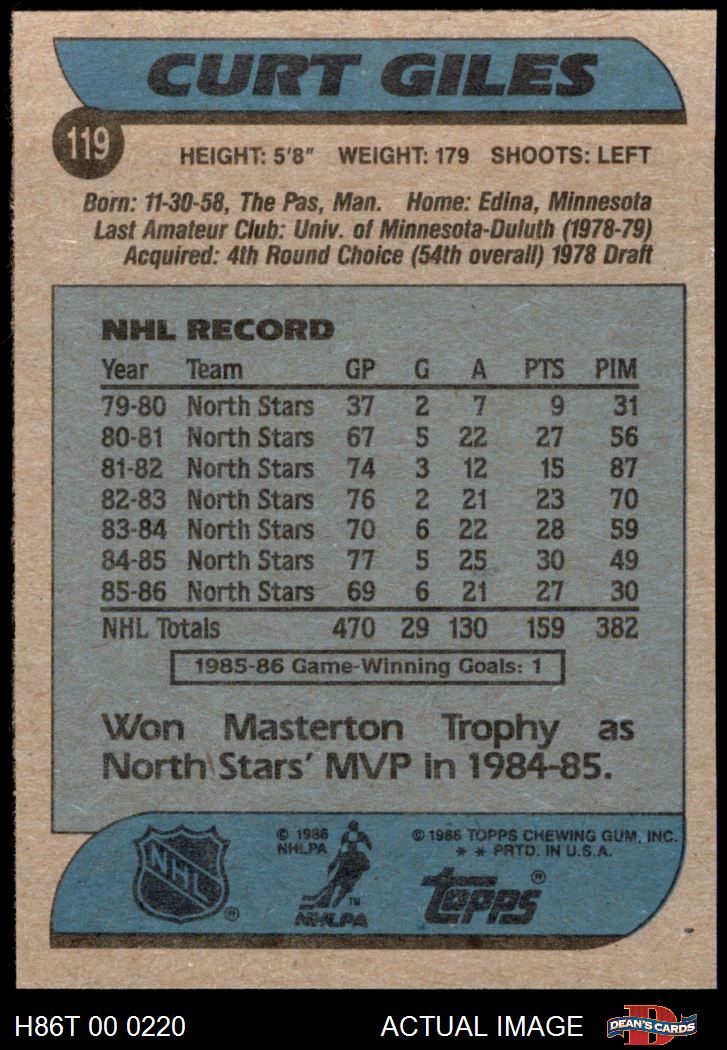 CURT GILES
119
HEIGHT: 5'8" WEIGHT: 179 SHOOTS: LEFT
Born: 11-30-58, The Pas, Man. Home: Edina, Minnesota
Last Amateur Club: Univ. of Minnesota-Duluth (1978-79)
Acquired: 4th Round Choice (54th overall) 1978 Draft
NHL RECORD
Year Team GP G A PTS PIM
79-80 North Stars 37 2 7 9 31
80-81 North Stars 67 5 22 27 56
81-82 North Stars 74 3 12 15 87
82-83 North Stars 76 2 21 23 70
83-84 North Stars 70 6 22 28 59
84-85 North Stars 77 5 25 30 49
85-86 North Stars 69 6 21 27 30
NHL Totals 470 29 130 159 382
1985-86 Game-Winning Goals: 1
Won Masterton Trophy as
North Stars' MVP in 1984-85.
NHL ®
© 1986
NHLPA
TM
NHLPA
© 1986 TOPPS CHEWING GUM, INC.
* * PRTD. IN U.S.A.
topps ®
H86T 00 0220 ACTUAL IMAGE
D
DEAN'S CARDS